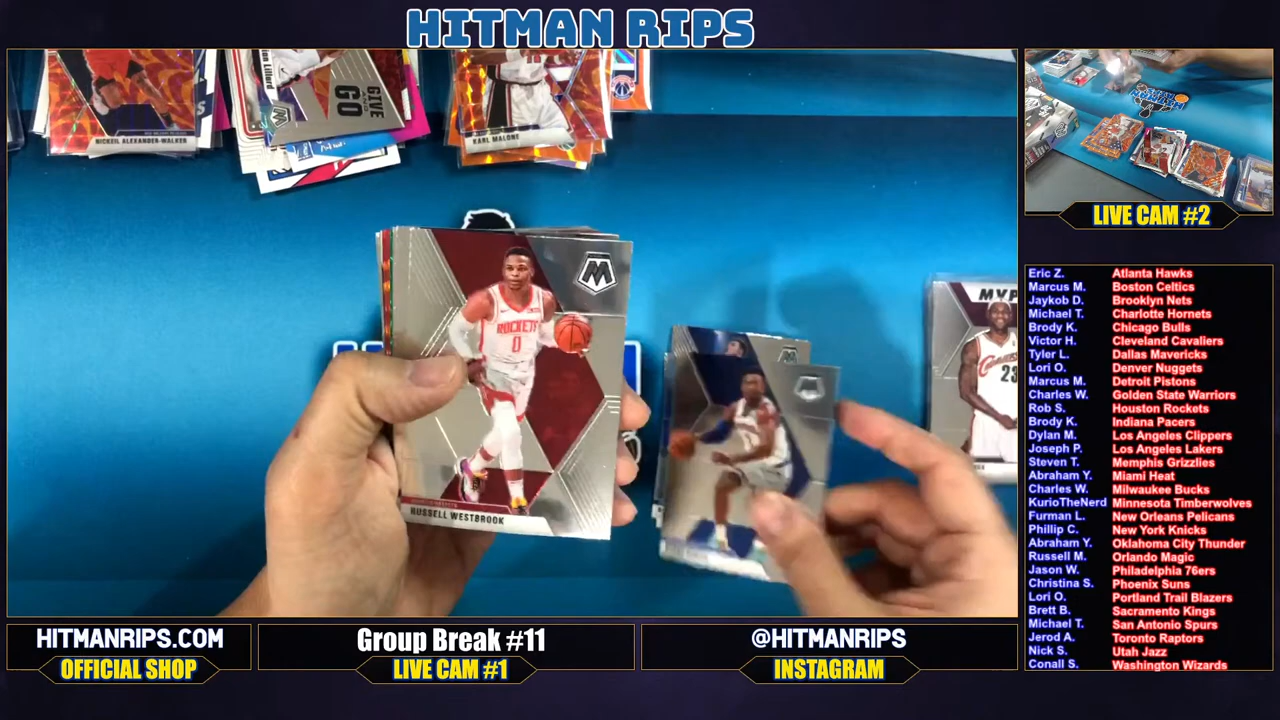 HITMAN RIPS
NICKEIL ALEXANDER-WALKER
GIVE
GO
KARL MALONE
LIVE CAM #2
MVP
23
M
ROCKETS
0
RUSSELL WESTBROOK
Eric Z. Atlanta Hawks
Marcus M. Boston Celtics
Jaykob D. Brooklyn Nets
Michael T. Charlotte Hornets
Brody K. Chicago Bulls
Victor H. Cleveland Cavaliers
Tyler L. Dallas Mavericks
Lori O. Denver Nuggets
Marcus M. Detroit Pistons
Charles W. Golden State Warriors
Rob S. Houston Rockets
Brody K. Indiana Pacers
Dylan M. Los Angeles Clippers
Joseph P. Los Angeles Lakers
Steven T. Memphis Grizzlies
Abraham Y. Miami Heat
Charles W. Milwaukee Bucks
KurioTheNerd Minnesota Timberwolves
Furman L. New Orleans Pelicans
Phillip C. New York Knicks
Abraham Y. Oklahoma City Thunder
Russell M. Orlando Magic
Jason W. Philadelphia 76ers
Christina S. Phoenix Suns
Lori O. Portland Trail Blazers
Brett B. Sacramento Kings
Michael T. San Antonio Spurs
Jerod A. Toronto Raptors
Nick S. Utah Jazz
Conall S. Washington Wizards
HITMANRIPS.COM
OFFICIAL SHOP
Group Break #11
LIVE CAM #1
@HITMANRIPS
INSTAGRAM